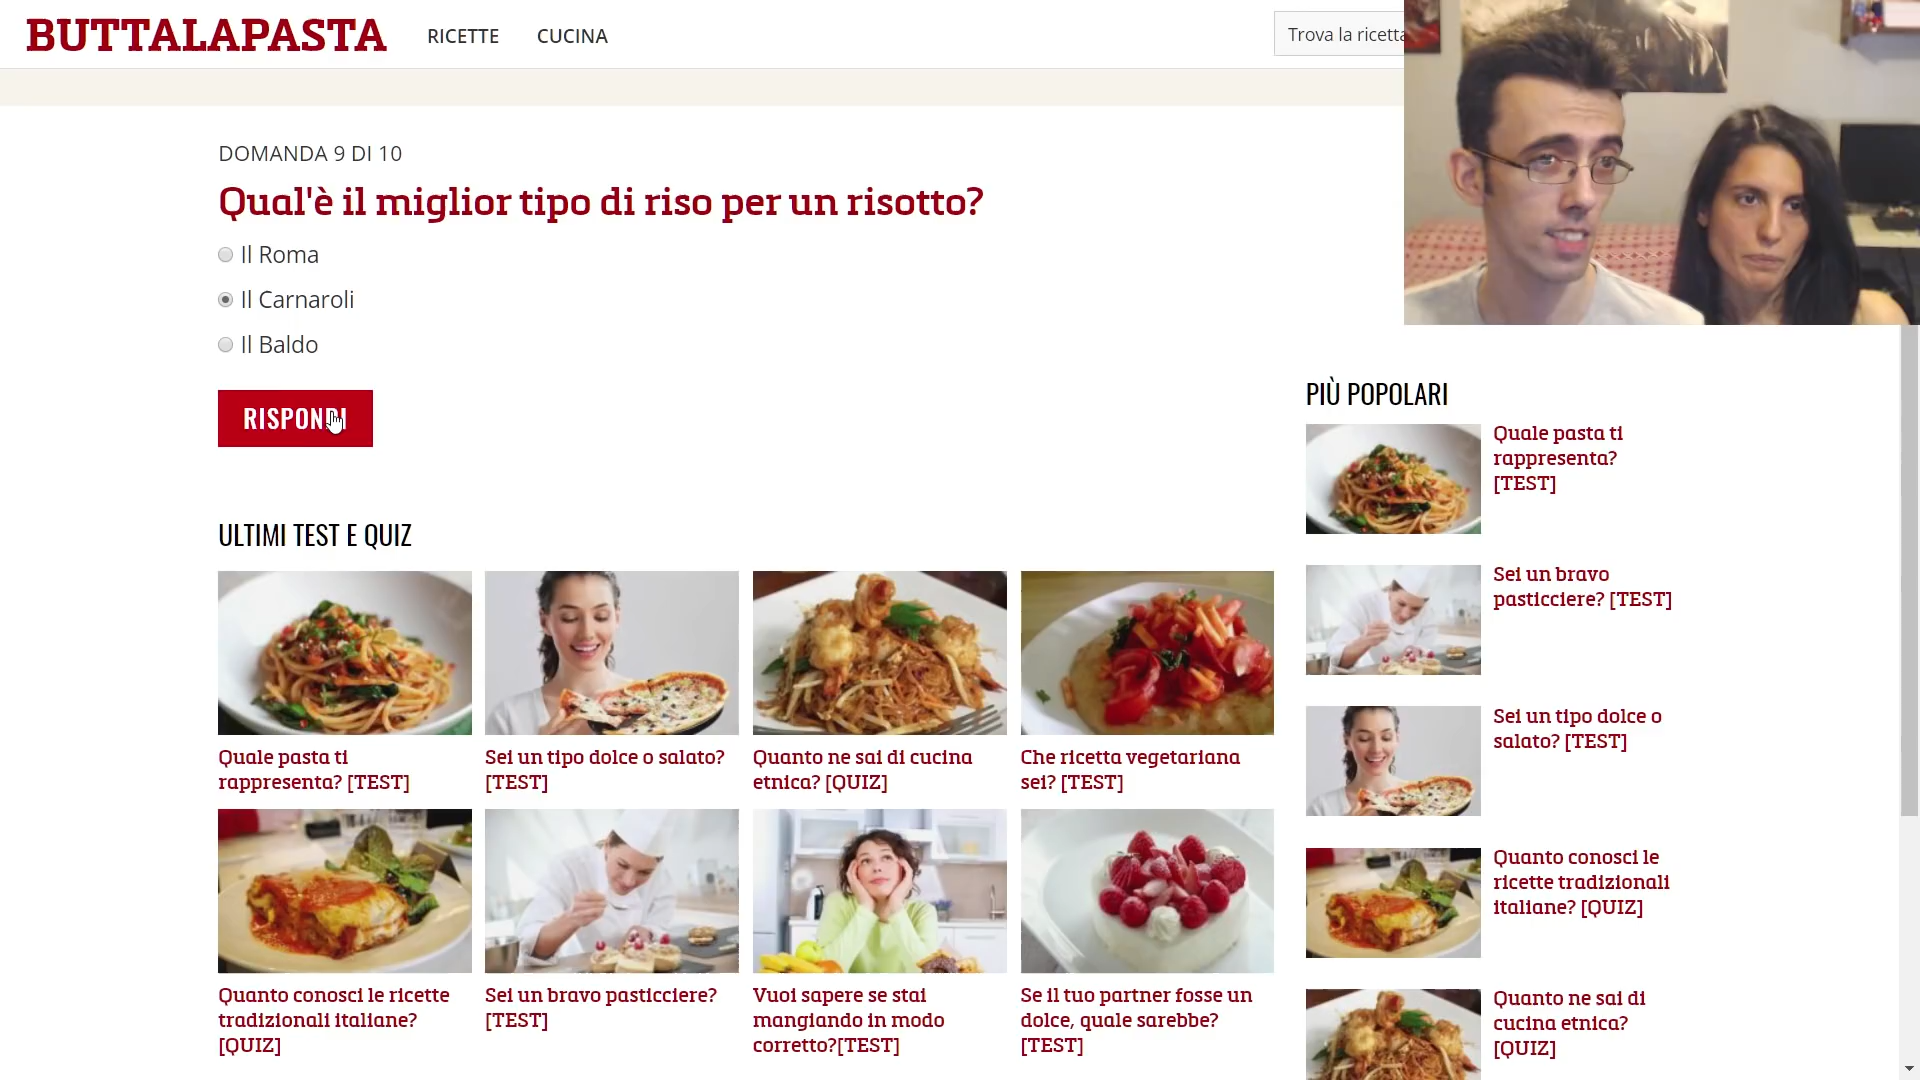 BUTTALAPASTA
RICETTE
CUCINA
Trova la ricetta
DOMANDA 9 DI 10
Qual'è il miglior tipo di riso per un risotto?
Il Roma
Il Carnaroli
Il Baldo
RISPONDI
ULTIMI TEST E QUIZ
Quale pasta ti
rappresenta? [TEST]
Sei un tipo dolce o salato?
[TEST]
Quanto ne sai di cucina
etnica? [QUIZ]
Che ricetta vegetariana
sei? [TEST]
Quanto conosci le ricette
tradizionali italiane?
[QUIZ]
Sei un bravo pasticciere?
[TEST]
Vuoi sapere se stai
mangiando in modo
corretto?[TEST]
Se il tuo partner fosse un
dolce, quale sarebbe?
[TEST]
PIÙ POPOLARI
Quale pasta ti
rappresenta?
[TEST]
Sei un bravo
pasticciere? [TEST]
Sei un tipo dolce o
salato? [TEST]
Quanto conosci le
ricette tradizionali
italiane? [QUIZ]
Quanto ne sai di
cucina etnica?
[QUIZ]